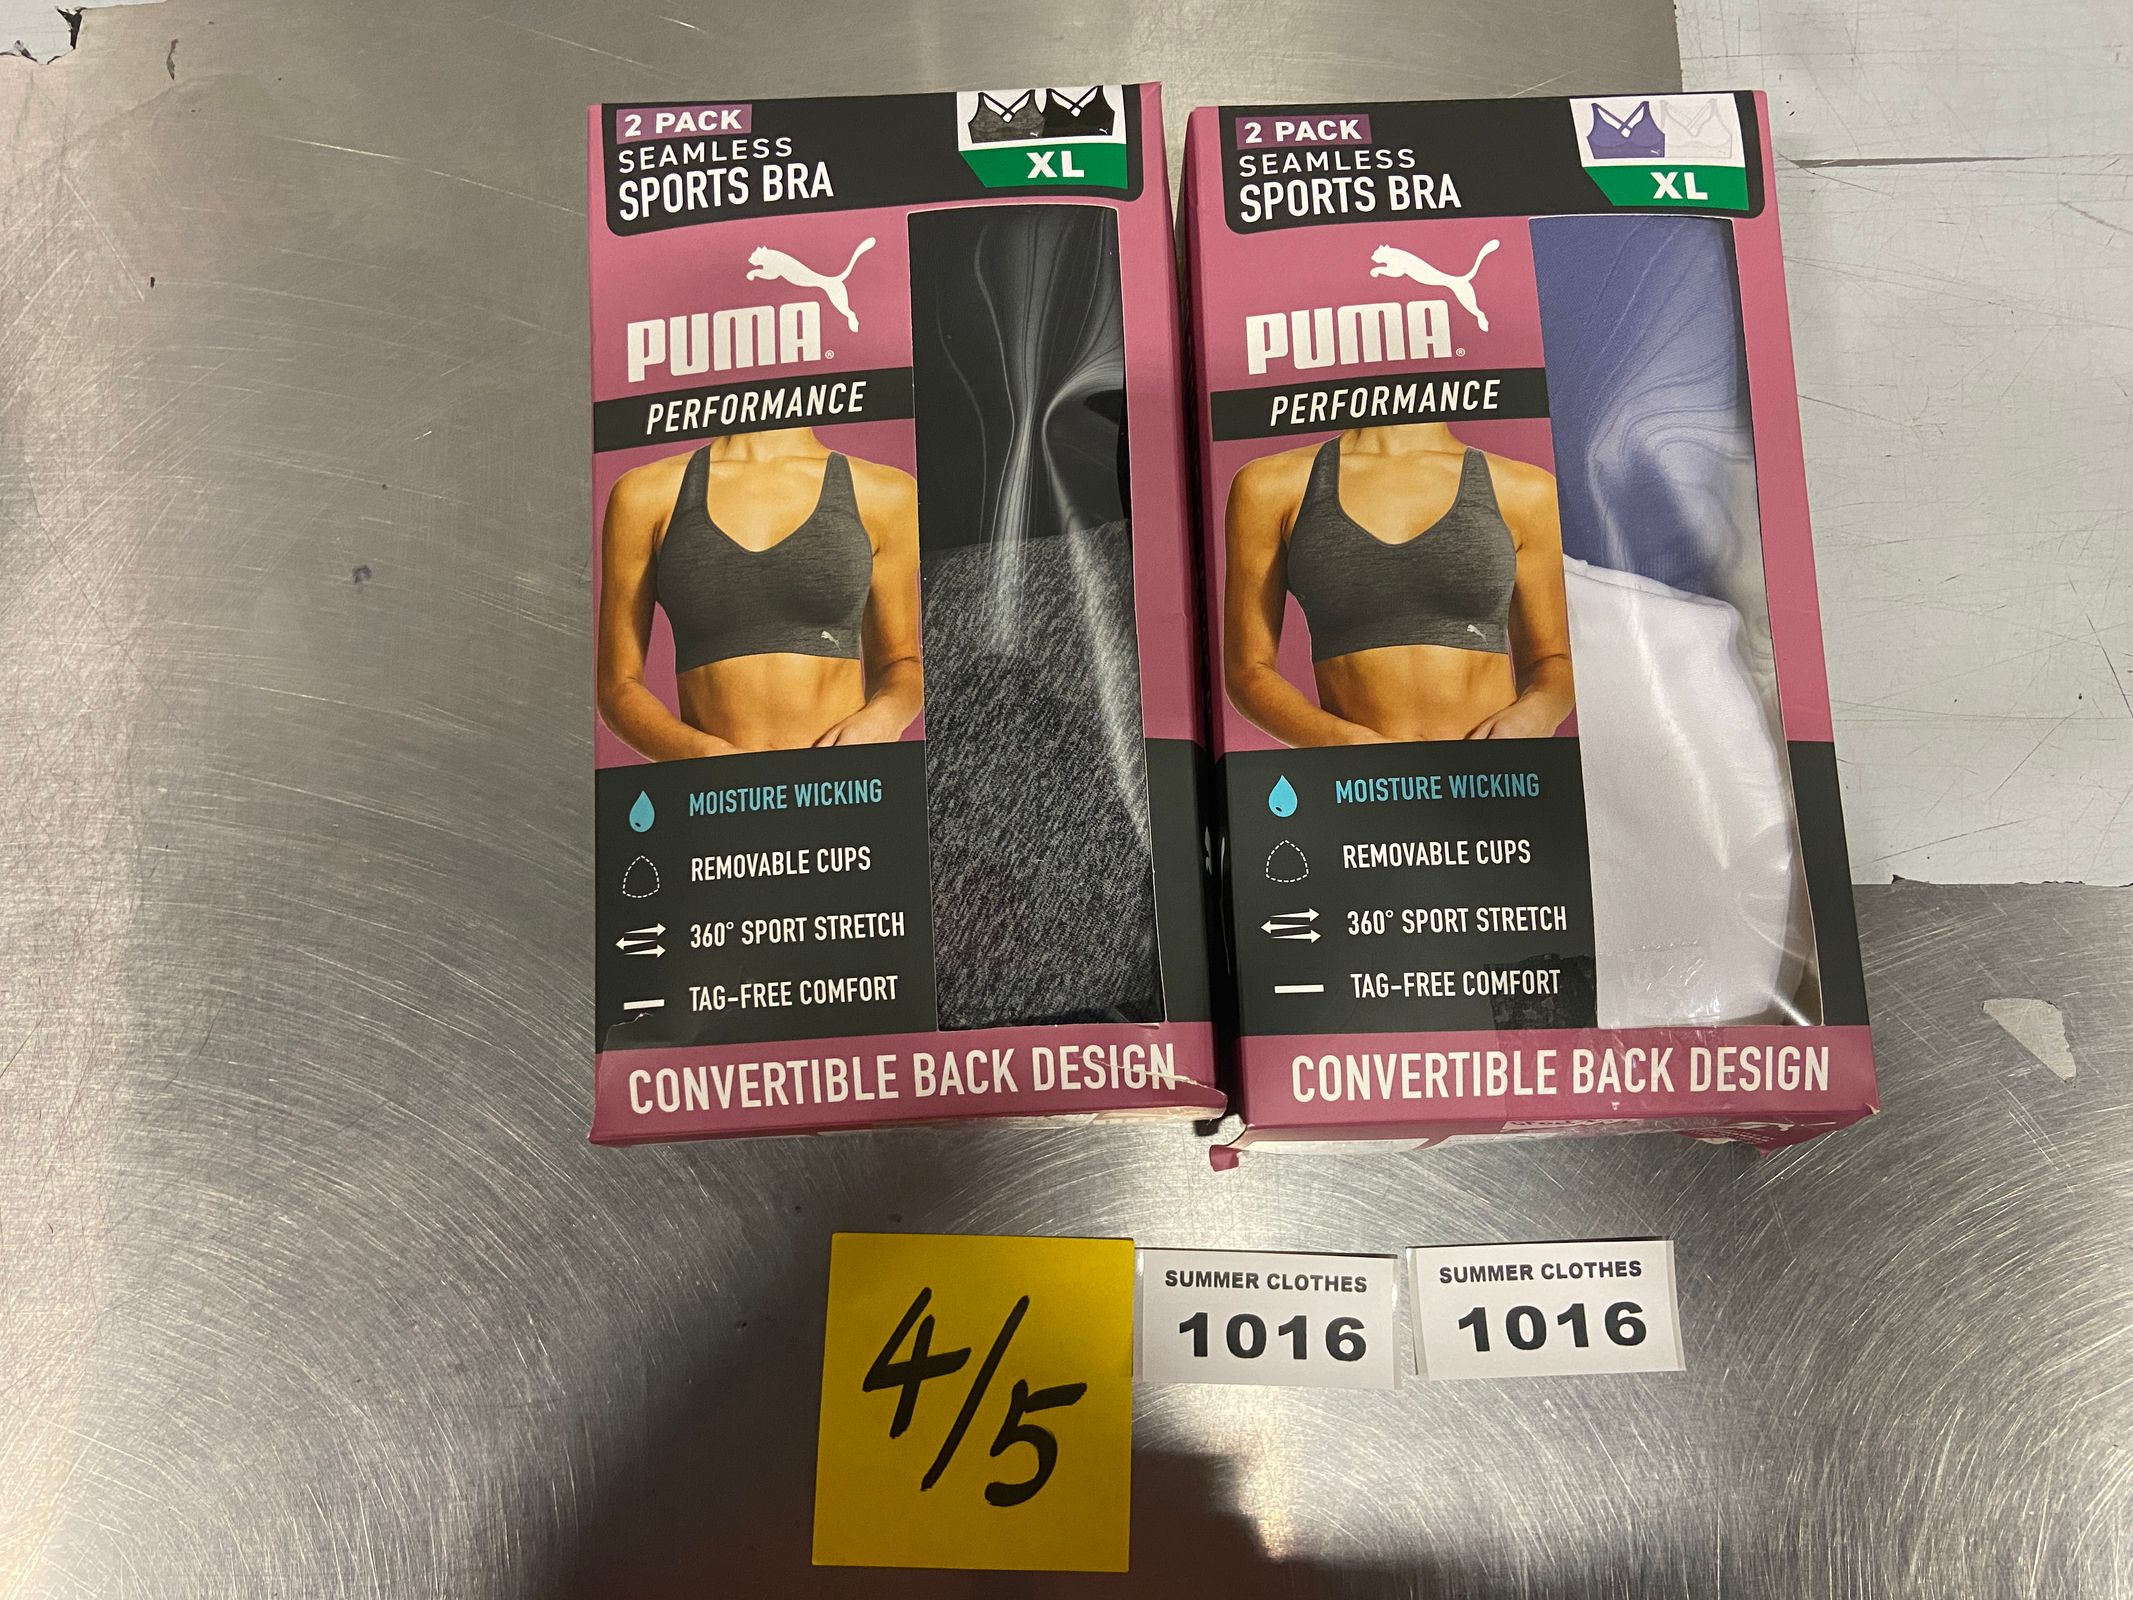 2 PACK
SEAMLESS
SPORTS BRA
XL
PUMA®
PERFORMANCE
MOISTURE WICKING
REMOVABLE CUPS
360° SPORT STRETCH
TAG-FREE COMFORT
CONVERTIBLE BACK DESIGN
2 PACK
SEAMLESS
SPORTS BRA
XL
PUMA®
PERFORMANCE
MOISTURE WICKING
REMOVABLE CUPS
360° SPORT STRETCH
TAG-FREE COMFORT
CONVERTIBLE BACK DESIGN
4/5
SUMMER CLOTHES
1016
SUMMER CLOTHES
1016